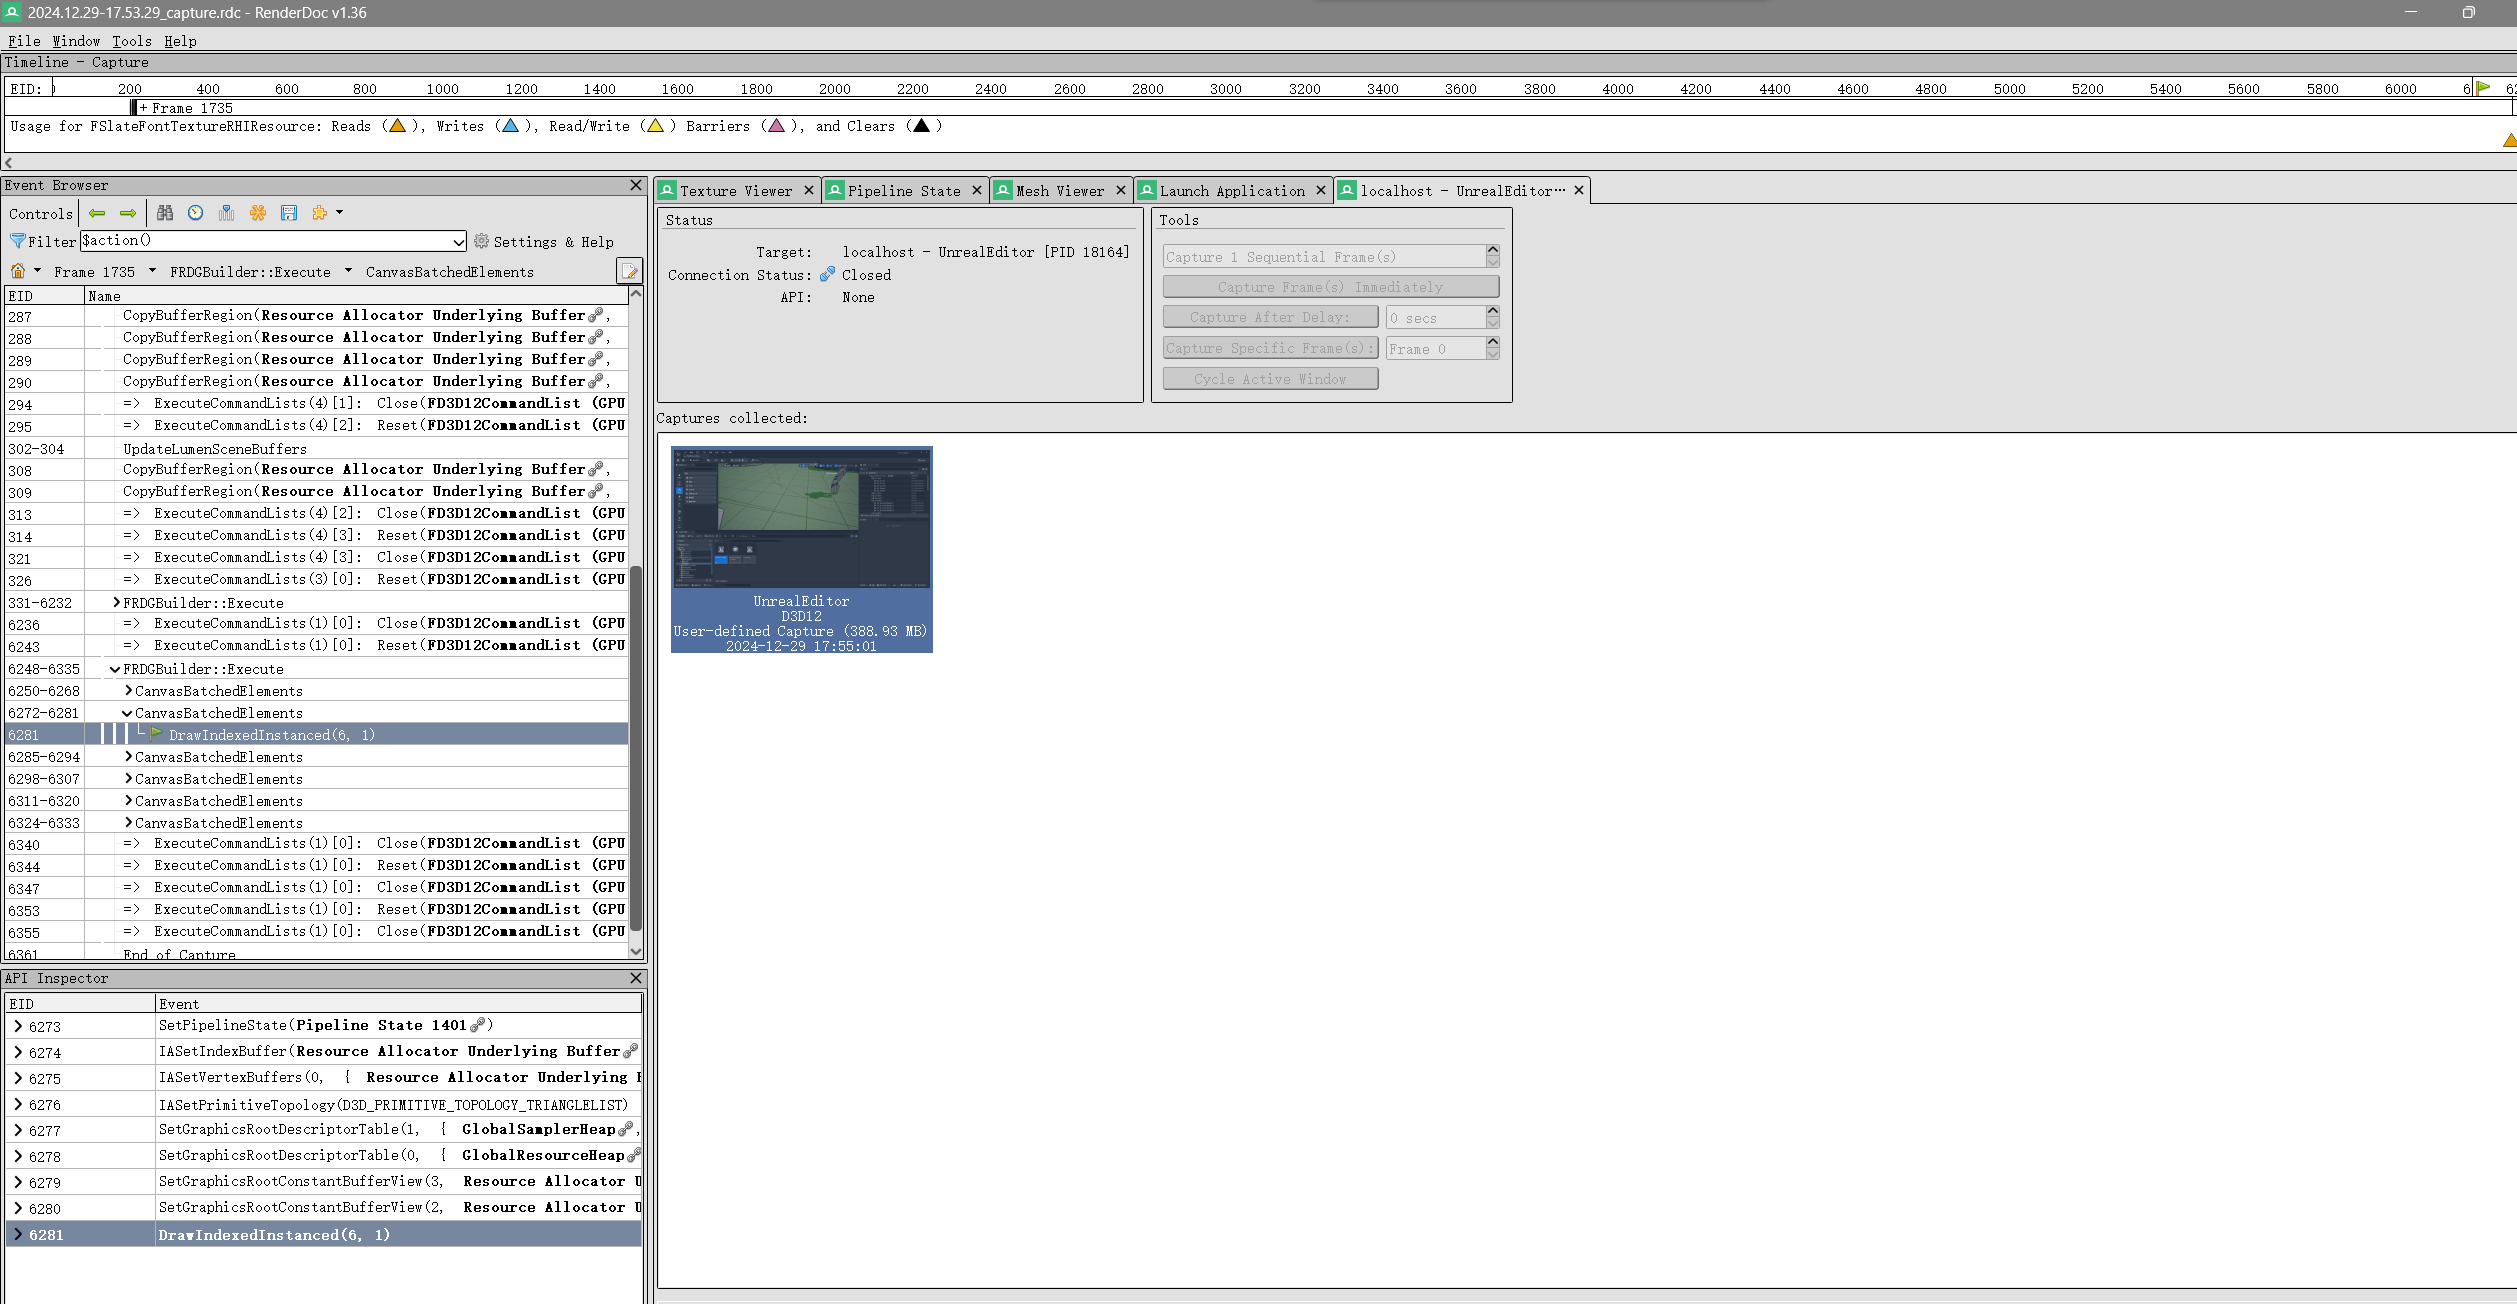 2024.12.29-17.53.29_capture.rdc - RenderDoc v1.36
File Window Tools Help
Timeline - Capture
EID: 200 400 600 800 1000 1200 1400 1600 1800 2000 2200 2400 2600 2800 3000 3200 3400 3600 3800 4000 4200 4400 4600 4800 5000 5200 5400 5600 5800 6000
+ Frame 1735
Usage for FSlateFontTextureRHIResource: Reads ( ), Writes ( ), Read/Write ( ) Barriers ( ), and Clears ( )
Event Browser
Controls
Filter $action() Settings & Help
Frame 1735 FRDGBuilder::Execute CanvasBatchedElements
EID Name
287 CopyBufferRegion(Resource Allocator Underlying Buffer ,
288 CopyBufferRegion(Resource Allocator Underlying Buffer ,
289 CopyBufferRegion(Resource Allocator Underlying Buffer ,
290 CopyBufferRegion(Resource Allocator Underlying Buffer ,
294 => ExecuteCommandLists(4)[1]: Close(FD3D12CommandList (GPU
295 => ExecuteCommandLists(4)[2]: Reset(FD3D12CommandList (GPU
302-304 UpdateLumenSceneBuffers
308 CopyBufferRegion(Resource Allocator Underlying Buffer ,
309 CopyBufferRegion(Resource Allocator Underlying Buffer ,
313 => ExecuteCommandLists(4)[2]: Close(FD3D12CommandList (GPU
314 => ExecuteCommandLists(4)[3]: Reset(FD3D12CommandList (GPU
321 => ExecuteCommandLists(4)[3]: Close(FD3D12CommandList (GPU
326 => ExecuteCommandLists(3)[0]: Reset(FD3D12CommandList (GPU
331-6232 FRDGBuilder::Execute
6236 => ExecuteCommandLists(1)[0]: Close(FD3D12CommandList (GPU
6243 => ExecuteCommandLists(1)[0]: Reset(FD3D12CommandList (GPU
6248-6335 FRDGBuilder::Execute
6250-6268 CanvasBatchedElements
6272-6281 CanvasBatchedElements
6281 DrawIndexedInstanced(6, 1)
6285-6294 CanvasBatchedElements
6298-6307 CanvasBatchedElements
6311-6320 CanvasBatchedElements
6324-6333 CanvasBatchedElements
6340 => ExecuteCommandLists(1)[0]: Close(FD3D12CommandList (GPU
6344 => ExecuteCommandLists(1)[0]: Reset(FD3D12CommandList (GPU
6347 => ExecuteCommandLists(1)[0]: Close(FD3D12CommandList (GPU
6353 => ExecuteCommandLists(1)[0]: Reset(FD3D12CommandList (GPU
6355 => ExecuteCommandLists(1)[0]: Close(FD3D12CommandList (GPU
6361 End of Capture
API Inspector
EID Event
6273 SetPipelineState(Pipeline State 1401 )
6274 IASetIndexBuffer(Resource Allocator Underlying Buffer
6275 IASetVertexBuffers(0, { Resource Allocator Underlying
6276 IASetPrimitiveTopology(D3D_PRIMITIVE_TOPOLOGY_TRIANGLELIST)
6277 SetGraphicsRootDescriptorTable(1, { GlobalSamplerHeap ,
6278 SetGraphicsRootDescriptorTable(0, { GlobalResourceHeap
6279 SetGraphicsRootConstantBufferView(3, Resource Allocator U
6280 SetGraphicsRootConstantBufferView(2, Resource Allocator U
6281 DrawIndexedInstanced(6, 1)
Texture Viewer Pipeline State Mesh Viewer Launch Application localhost - UnrealEditor…
Status
Target: localhost - UnrealEditor [PID 18164]
Connection Status: Closed
API: None
Tools
Capture 1 Sequential Frame(s)
Capture Frame(s) Immediately
Capture After Delay: 0 secs
Capture Specific Frame(s): Frame 0
Cycle Active Window
Captures collected:
UnrealEditor
D3D12
User-defined Capture (388.93 MB)
2024-12-29 17:55:01